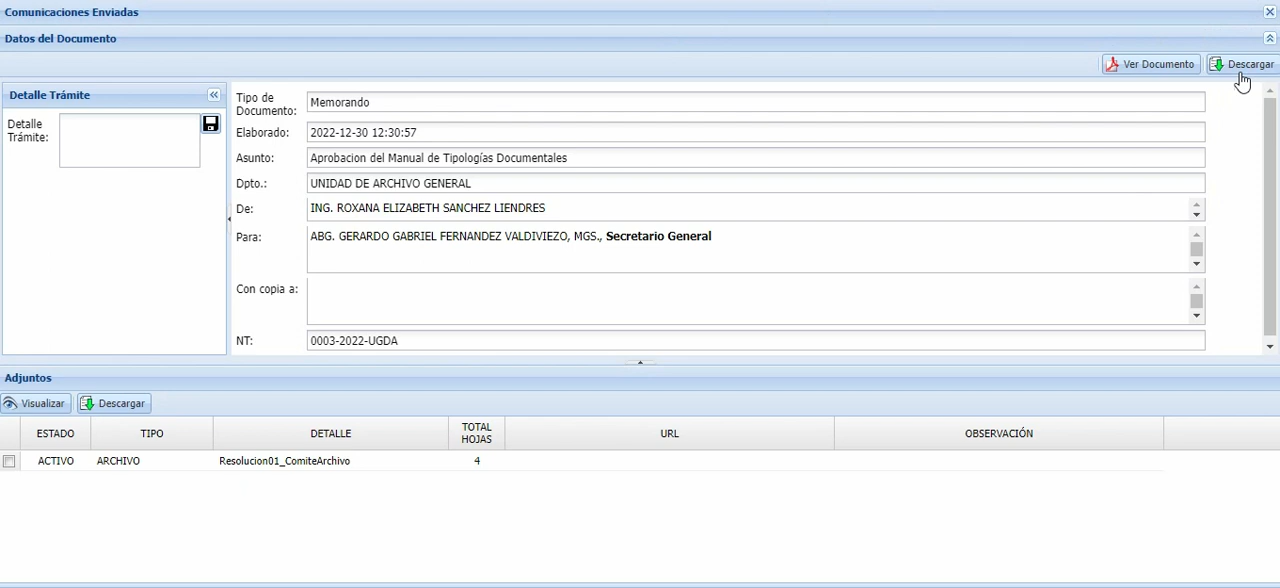 Comunicaciones Enviadas
Datos del Documento
Ver Documento Descargar
Detalle Trámite
Detalle Trámite:
Tipo de Documento: Memorando
Elaborado: 2022-12-30 12:30:57
Asunto: Aprobacion del Manual de Tipologías Documentales
Dpto.: UNIDAD DE ARCHIVO GENERAL
De: ING. ROXANA ELIZABETH SANCHEZ LIENDRES
Para: ABG. GERARDO GABRIEL FERNANDEZ VALDIVIEZO, MGS., Secretario General
Con copia a:
NT: 0003-2022-UGDA
Adjuntos
Visualizar Descargar
ESTADO TIPO DETALLE TOTAL HOJAS URL OBSERVACIÓN
ACTIVO ARCHIVO Resolucion01_ComiteArchivo 4